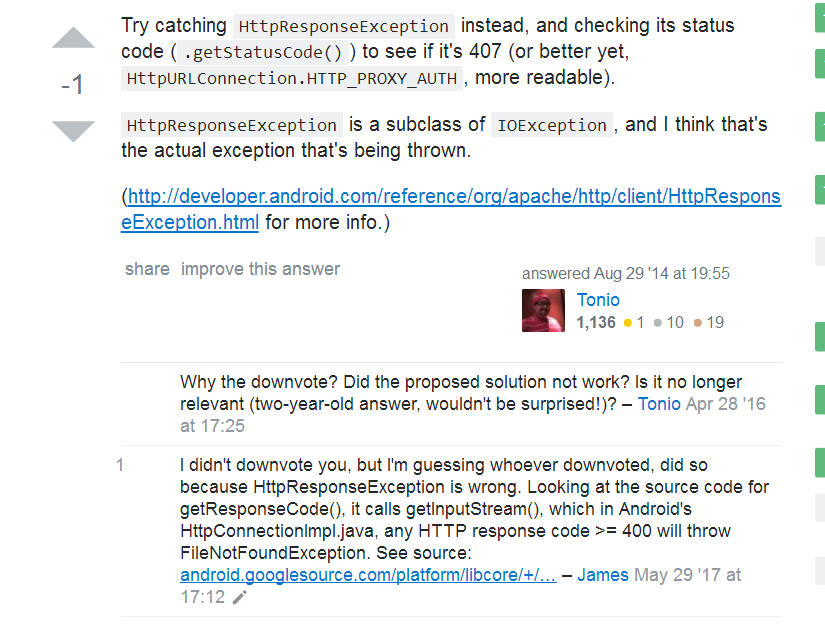 Try catching HttpResponseException instead, and checking its status
code ( .getStatusCode() ) to see if it's 407 (or better yet,
HttpURLConnection.HTTP_PROXY_AUTH , more readable).
-1
HttpResponseException is a subclass of IOException , and I think that's
the actual exception that's being thrown.
(http://developer.android.com/reference/org/apache/http/client/HttpRespons
eException.html for more info.)
share improve this answer
answered Aug 29 '14 at 19:55
Tonio
1,136 1 10 19
Why the downvote? Did the proposed solution not work? Is it no longer
relevant (two-year-old answer, wouldn't be surprised!)? – Tonio Apr 28 '16
at 17:25
1 I didn't downvote you, but I'm guessing whoever downvoted, did so
because HttpResponseException is wrong. Looking at the source code for
getResponseCode(), it calls getInputStream(), which in Android's
HttpConnectionImpl.java, any HTTP response code >= 400 will throw
FileNotFoundException. See source:
android.googlesource.com/platform/libcore/+/… – James May 29 '17 at
17:12